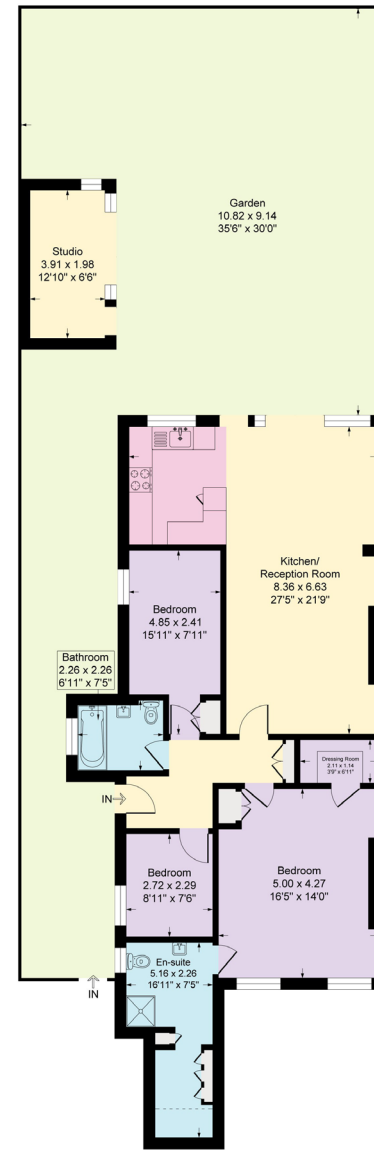 Garden
10.82 x 9.14
35'6" x 30'0"
Studio
3.91 x 1.98
12'10" x 6'6"
Kitchen/
Reception Room
8.36 x 6.63
27'5" x 21'9"
Bedroom
4.85 x 2.41
15'11" x 7'11"
Bathroom
2.26 x 2.26
6'11" x 7'5"
Dressing Room
2.11 x 1.14
3'9" x 6'11"
IN
Bedroom
2.72 x 2.29
8'11" x 7'6"
Bedroom
5.00 x 4.27
16'5" x 14'0"
En-suite
5.16 x 2.26
16'11" x 7'5"
IN